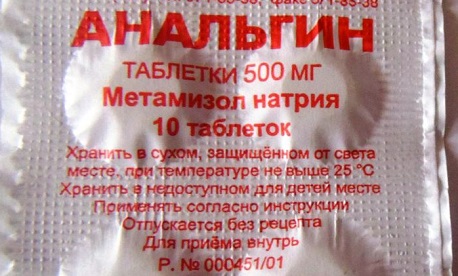 АНАЛЬГИН
ТАБЛЕТКИ 500 МГ
Метамизол натрия
10 таблеток
Хранить в сухом, защищённом от света
месте, при температуре не выше 25 °C
Хранить в недоступном для детей месте
Применять согласно инструкции
Отпускается без рецепта
Для приёма внутрь
Р. № 000451/01